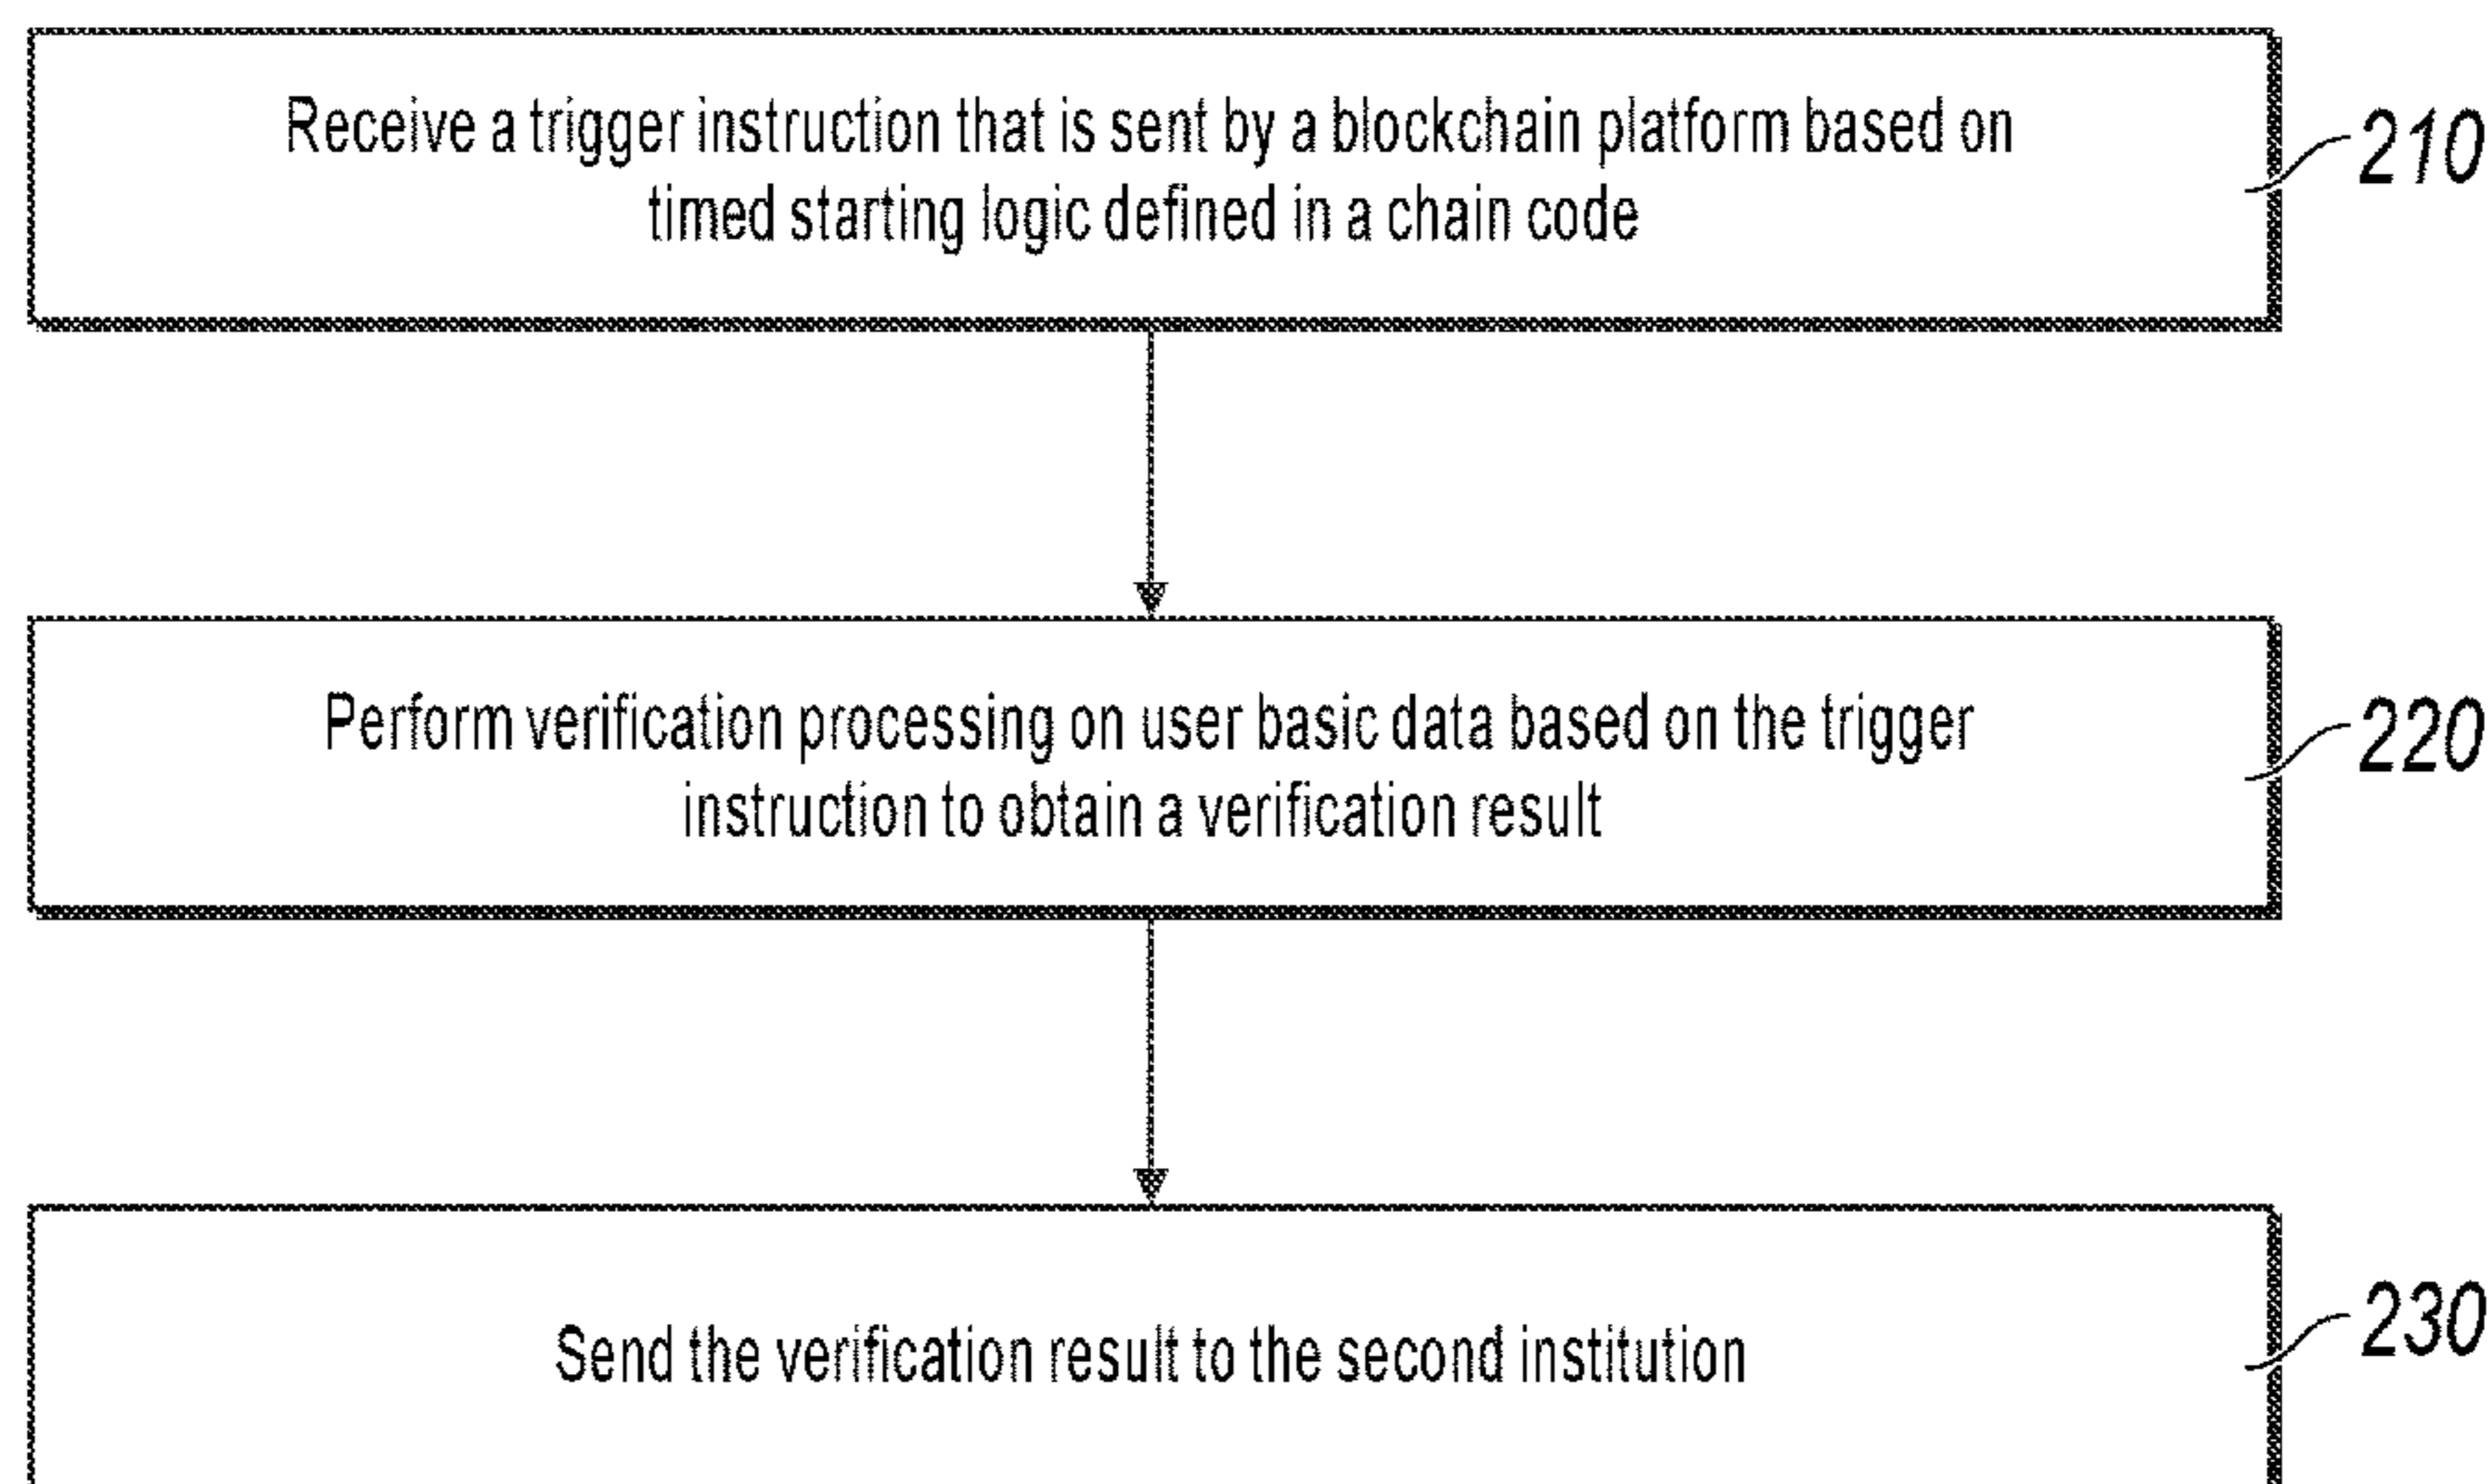 Receive a trigger instruction that is sent by a blockchain platform based on
timed starting logic defined in a chain code
210
Perform verification processing on user basic data based on the trigger
instruction to obtain a verification result
220
Send the verification result to the second institution
230